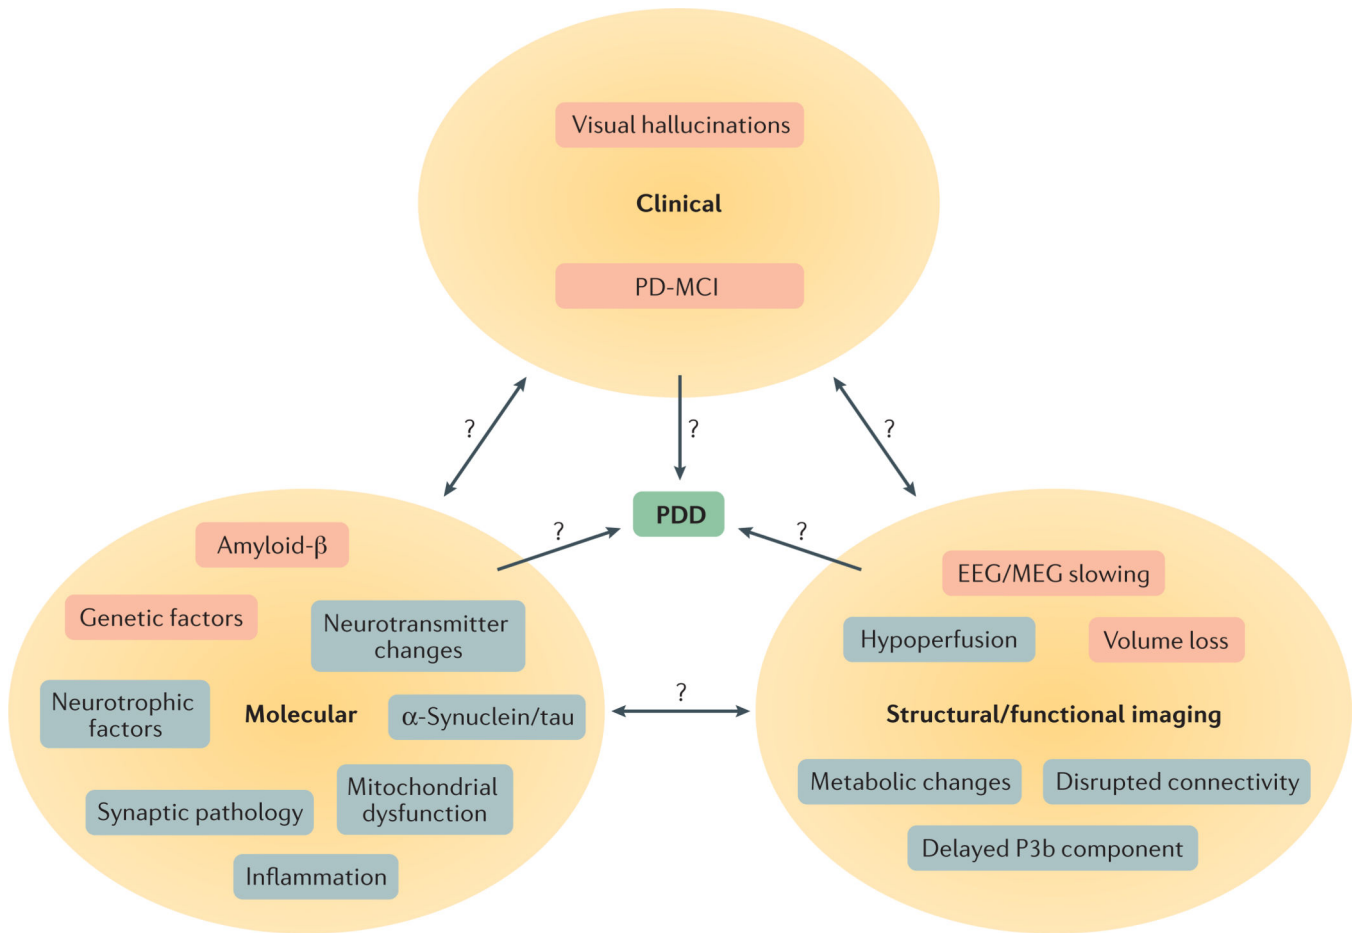 Visual hallucinations
Clinical
PD-MCI
?
?
?
PDD
?
?
Amyloid-β
Genetic factors
Neurotransmitter
changes
Neurotrophic
factors
Molecular
α-Synuclein/tau
Synaptic pathology
Mitochondrial
dysfunction
Inflammation
?
EEG/MEG slowing
Hypoperfusion
Volume loss
Structural/functional imaging
Metabolic changes
Disrupted connectivity
Delayed P3b component